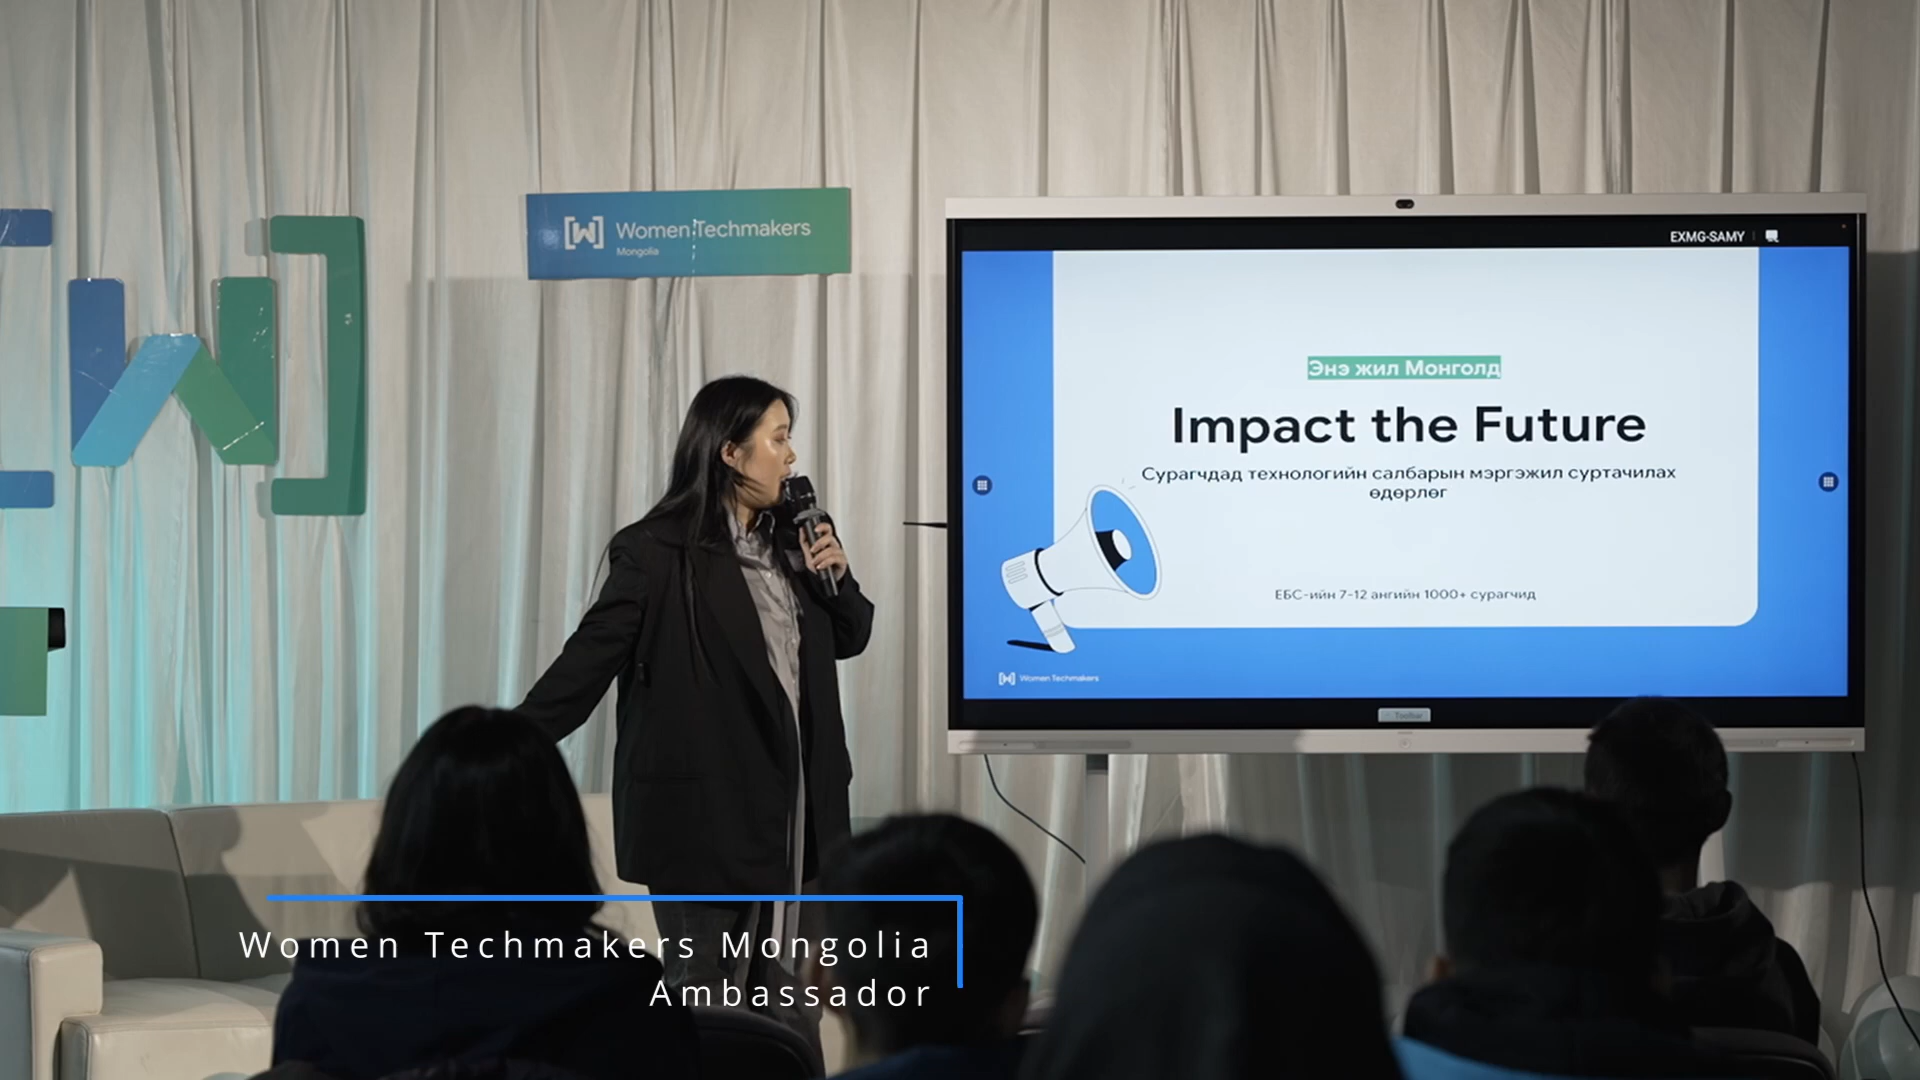 Women Techmakers
Mongolia
EXMG-SAMY
Энэ жил Монголд
Impact the Future
Сурагчдад технологийн салбарын мэргэжил суртачилах
өдөрлөг
ЕБС-ийн 7-12 ангийн 1000+ сурагчид
Women Techmakers
Toolbar
Women Techmakers Mongolia
Ambassador